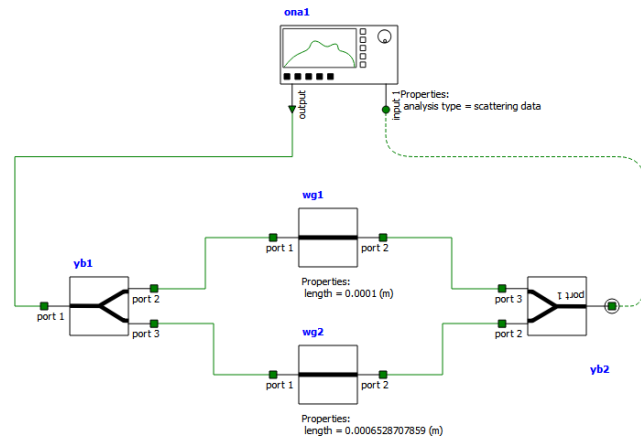 ona1
output
input 1
Properties:
analysis type = scattering data
wg1
port 1
port 2
Properties:
length = 0.0001 (m)
yb1
port 1
port 2
port 3
port 3
port 2
port 1
yb2
wg2
port 1
port 2
Properties:
length = 0.0006528707859 (m)